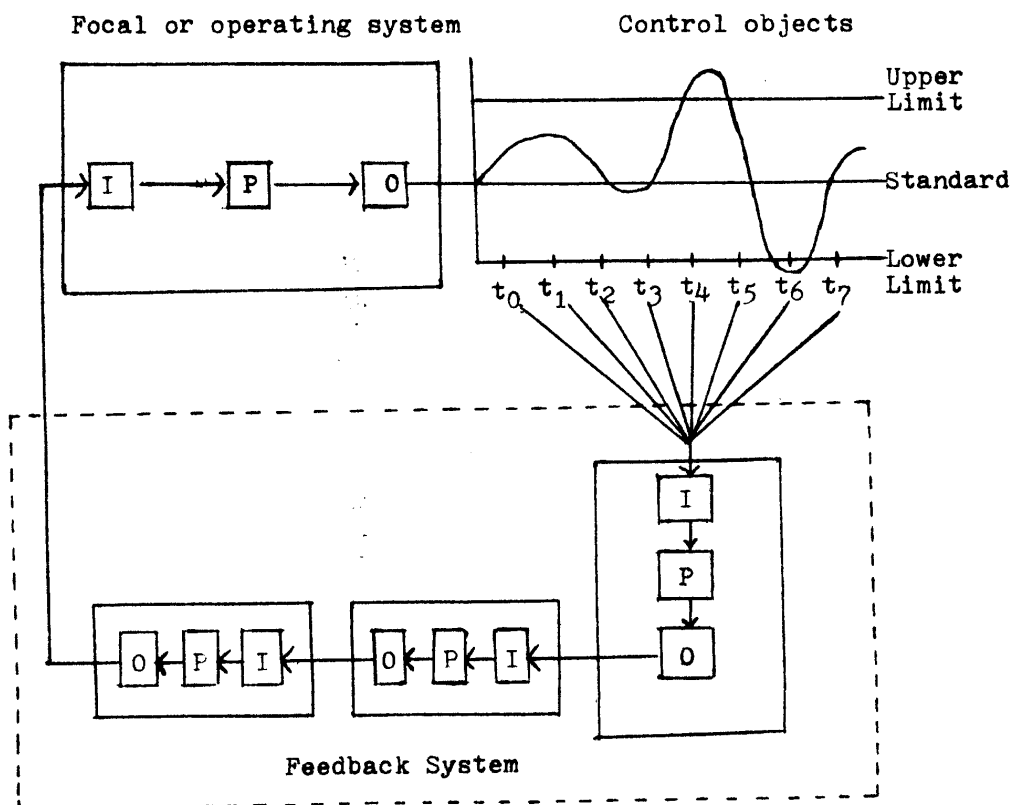 Focal or operating system
Control objects
Upper
Limit
I P O
Standard
Lower
Limit
t0 t1 t2 t3 t4 t5 t6 t7
I
P
O
O P I
O P I
Feedback System